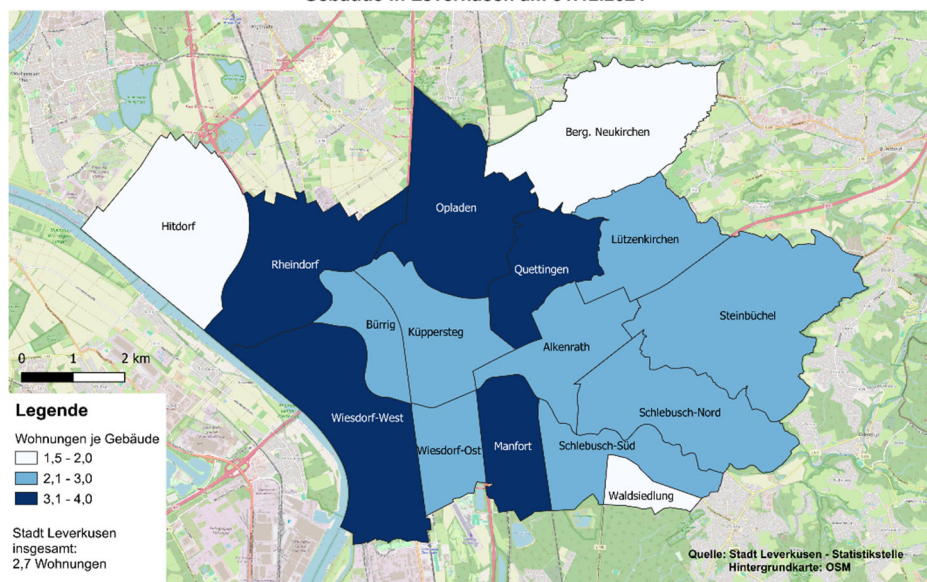 Berg. Neukirchen
Opladen
Hitdorf
Lützenkirchen
Rheindorf
Quettingen
Steinbüchel
Bürrig
Küppersteg
Alkenrath
0 1 2 km
Legende
Wohnungen je Gebäude
1,5 - 2,0
2,1 - 3,0
3,1 - 4,0
Stadt Leverkusen
insgesamt:
2,7 Wohnungen
Wiesdorf-West
Wiesdorf-Ost
Manfort
Schlebusch-Nord
Schlebusch-Süd
Waldsiedlung
Quelle: Stadt Leverkusen - Statistikstelle
Hintergrundkarte: OSM